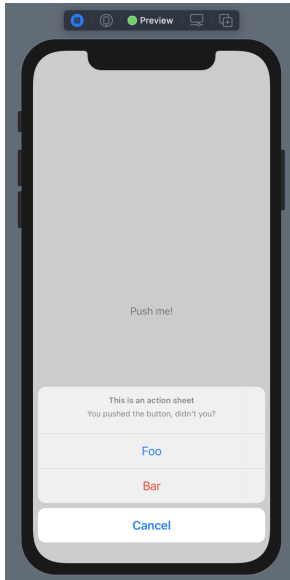 Preview
Push me!
This is an action sheet
You pushed the button, didn't you?
Foo
Bar
Cancel